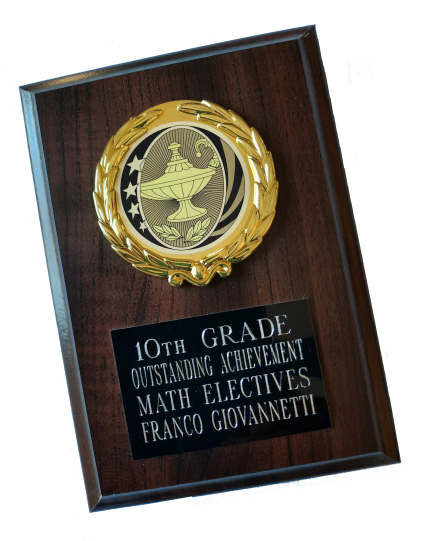 10TH GRADE
OUTSTANDING ACHIEVEMENT
MATH ELECTIVES
FRANCO GIOVANNETTI